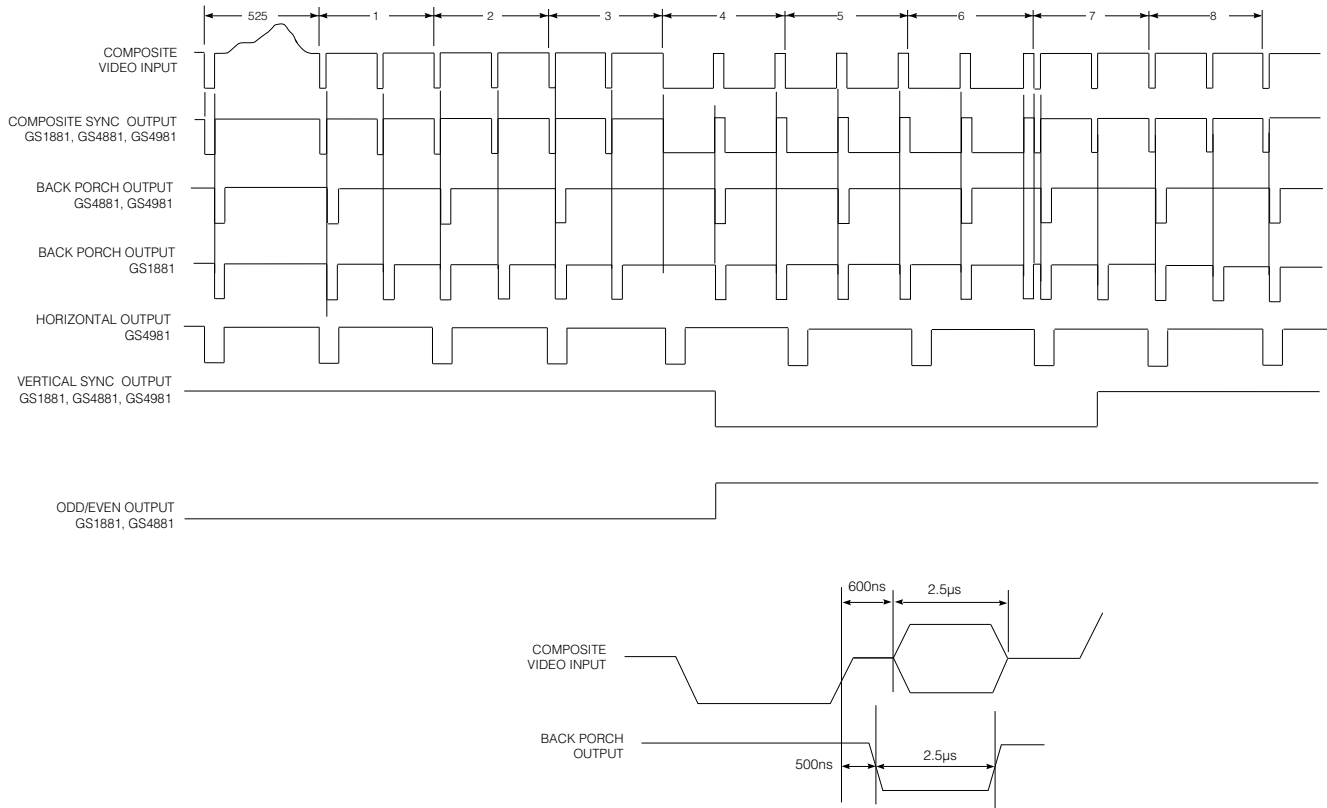 525 1 2 3 4 5 6 7 8
COMPOSITE
VIDEO INPUT
COMPOSITE SYNC OUTPUT
GS1881, GS4881, GS4981
BACK PORCH OUTPUT
GS4881, GS4981
BACK PORCH OUTPUT
GS1881
HORIZONTAL OUTPUT
GS4981
VERTICAL SYNC OUTPUT
GS1881, GS4881, GS4981
ODD/EVEN OUTPUT
GS1881, GS4881
600ns 2.5µs
COMPOSITE
VIDEO INPUT
BACK PORCH
OUTPUT
500ns 2.5µs